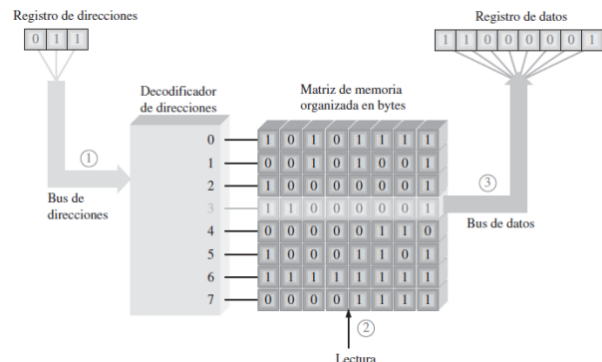 Registro de direcciones
0 1 1
Registro de datos
1 1 0 0 0 0 0 1
Decodificador
de direcciones
Matriz de memoria
organizada en bytes
0 1 0 1 0 1 1 1 1
1 0 0 1 0 1 0 0 1
2 1 0 0 0 0 0 0 1
3 1 1 0 0 0 0 0 1
4 0 0 0 0 0 1 1 0
5 1 0 0 0 1 1 0 1
6 1 1 1 1 1 1 1 1
7 0 0 0 0 1 1 1 1
1
Bus de
direcciones
3
Bus de datos
2
Lectura